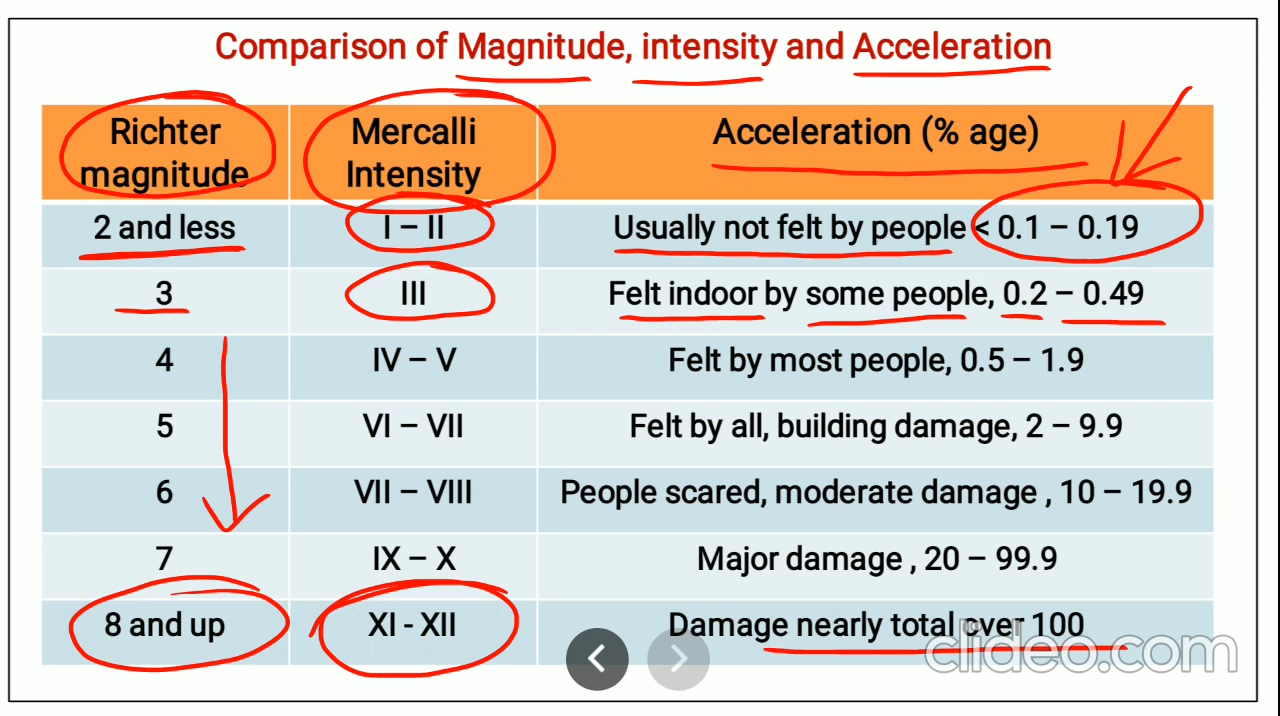 Comparison of Magnitude, intensity and Acceleration
Richter magnitude
Mercalli Intensity
Acceleration (% age)
2 and less
I – II
Usually not felt by people < 0.1 – 0.19
3
III
Felt indoor by some people, 0.2 – 0.49
4
IV – V
Felt by most people, 0.5 – 1.9
5
VI – VII
Felt by all, building damage, 2 – 9.9
6
VII – VIII
People scared, moderate damage , 10 – 19.9
7
IX – X
Major damage , 20 – 99.9
8 and up
XI - XII
Damage nearly total over 100
clideo.com